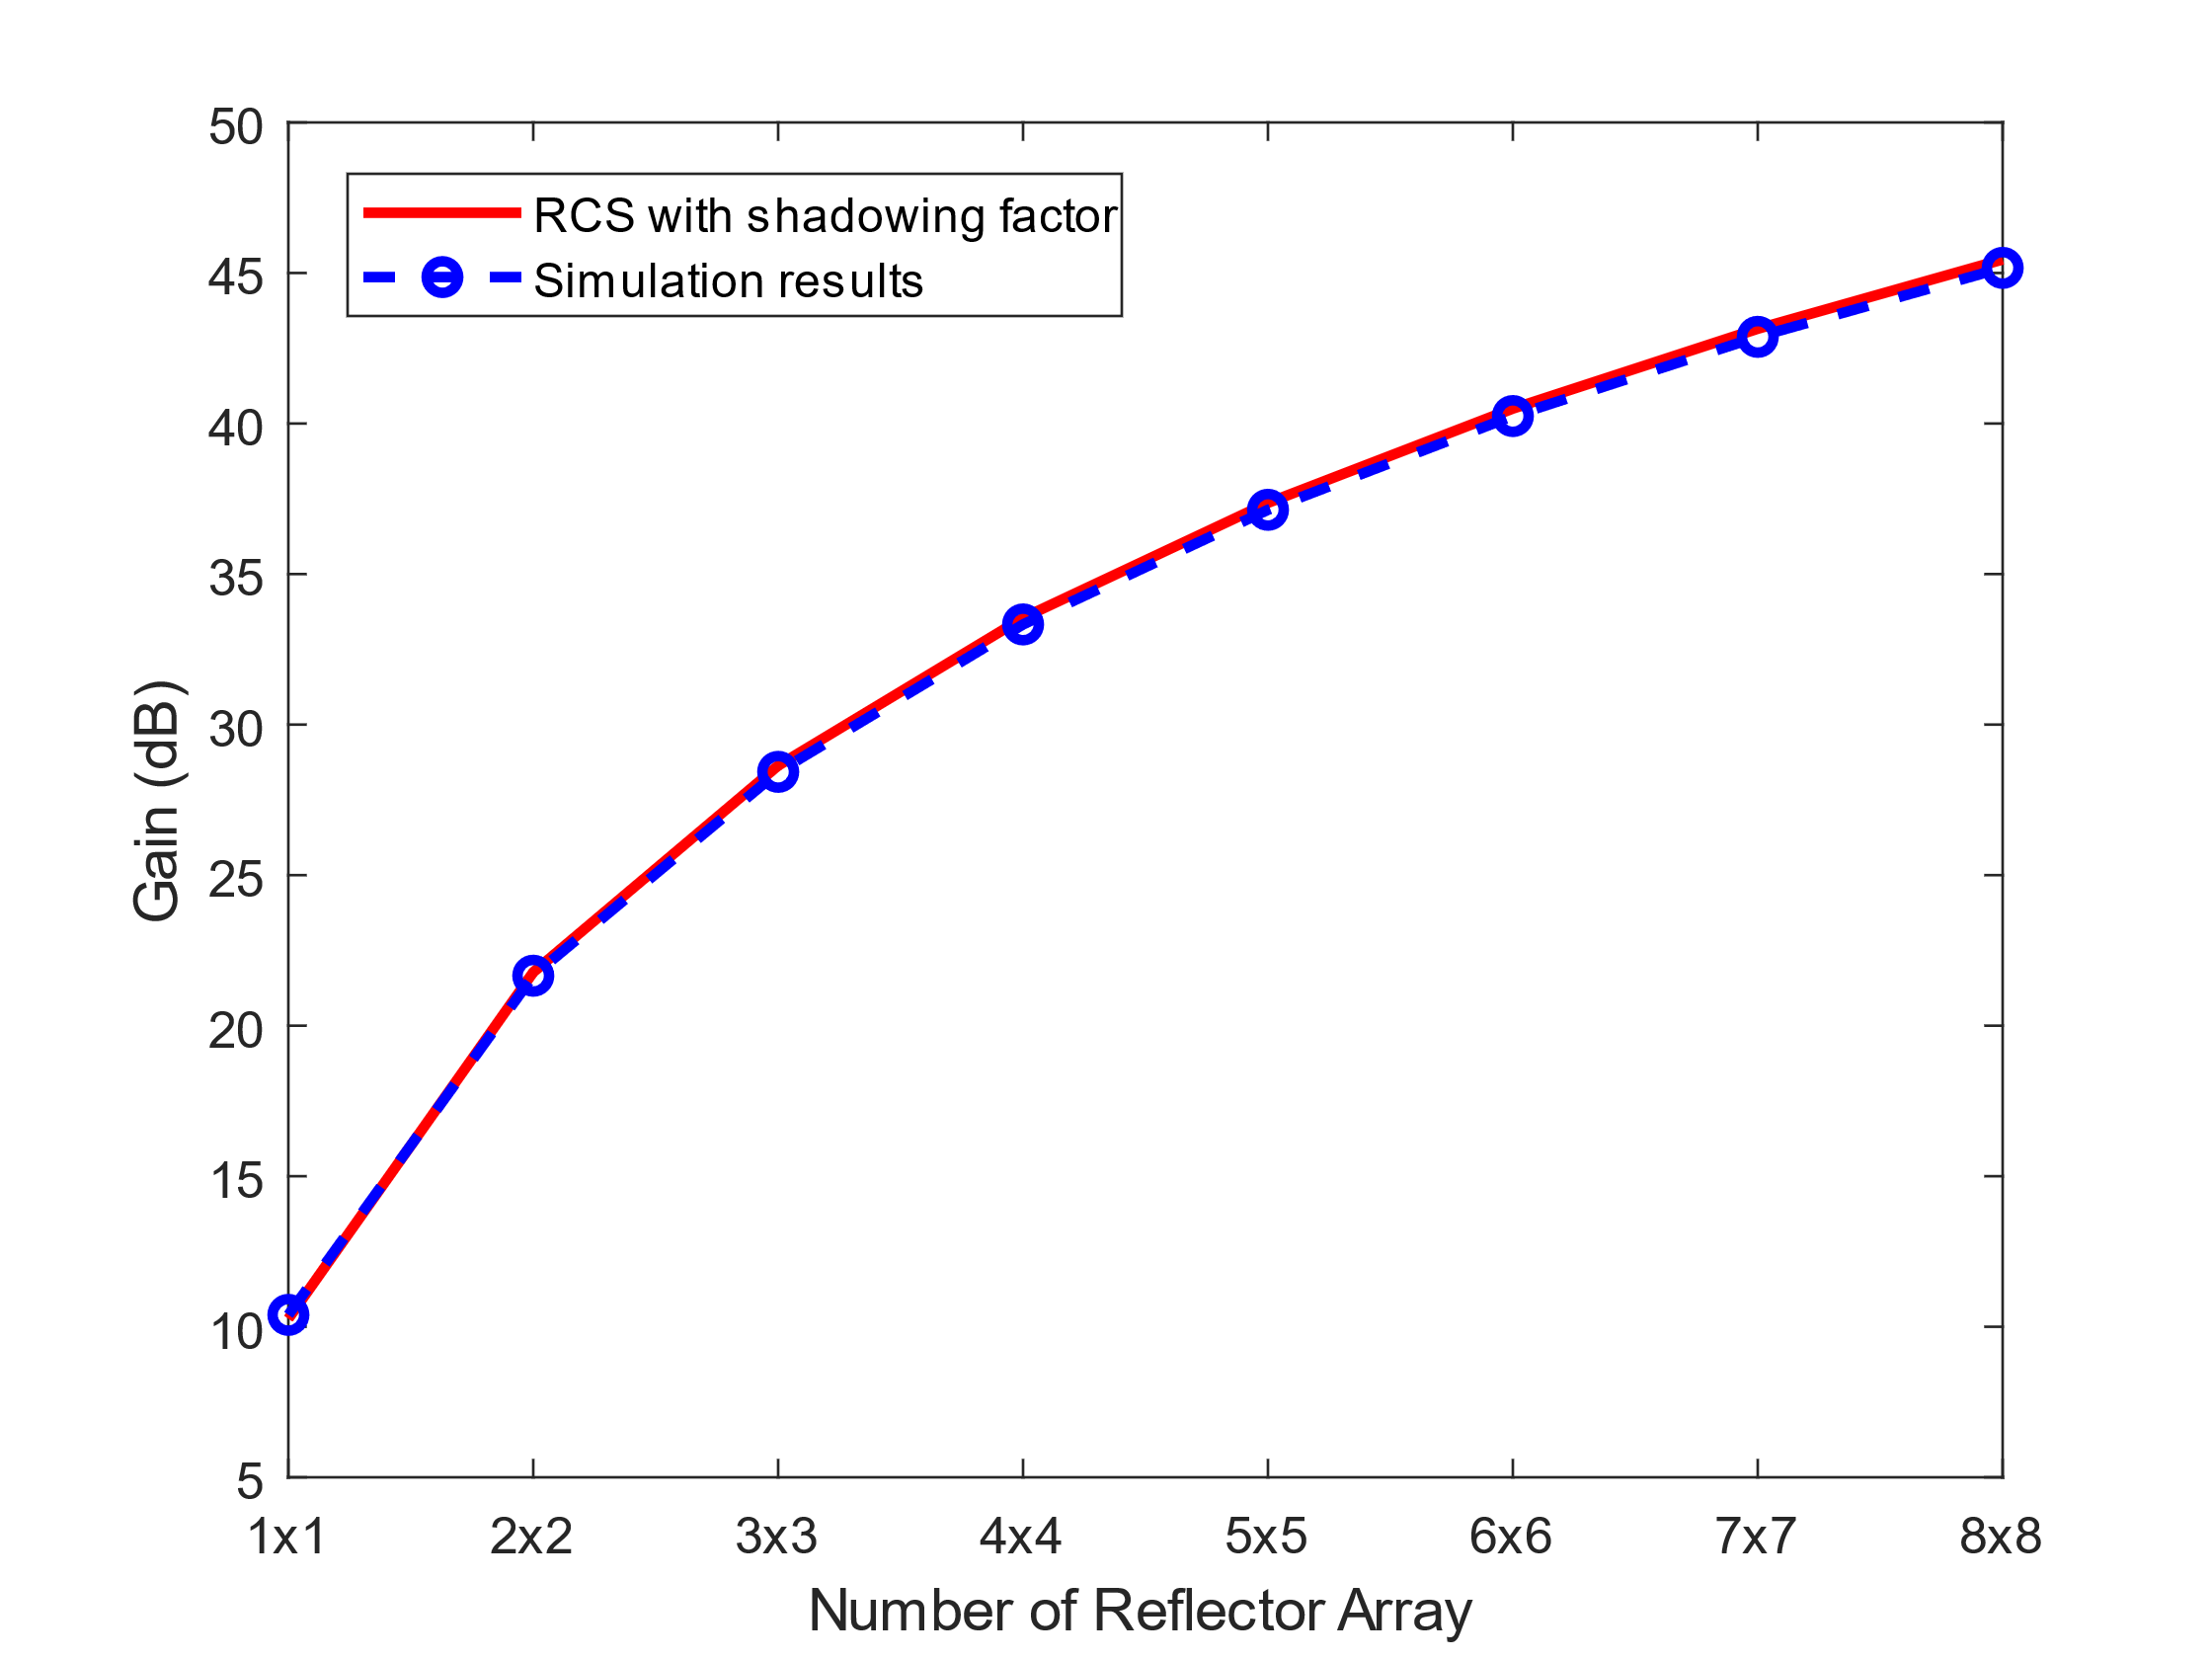 50
45
40
35
30
25
20
15
10
5
Gain (dB)
RCS with shadowing factor
Simulation results
1x1 2x2 3x3 4x4 5x5 6x6 7x7 8x8
Number of Reflector Array